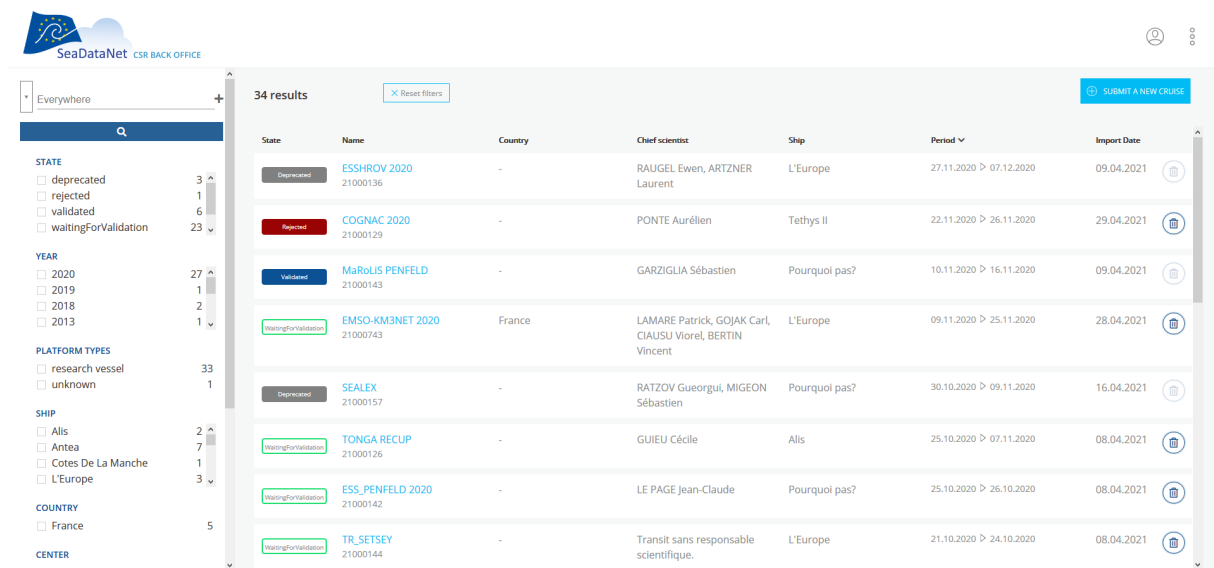 SeaDataNet CSR BACK OFFICE
Everywhere
STATE
deprecated 3
rejected 1
validated 6
waitingForValidation 23
YEAR
2020 27
2019 1
2018 2
2013 1
PLATFORM TYPES
research vessel 33
unknown 1
SHIP
Alis 2
Antea 7
Cotes De La Manche 1
L'Europe 3
COUNTRY
France 5
CENTER
34 results
Reset filters
SUBMIT A NEW CRUISE
State Name Country Chief scientist Ship Period Import Date
Deprecated ESSHROV 2020 - RAUGEL Ewen, ARTZNER L'Europe 27.11.2020 07.12.2020 09.04.2021
21000136 Laurent
Rejected COGNAC 2020 - PONTE Aurélien Tethys II 22.11.2020 26.11.2020 29.04.2021
21000129
Validated MaRoLiS PENFELD - GARZIGLIA Sébastien Pourquoi pas? 10.11.2020 16.11.2020 09.04.2021
21000143
WaitingForValidation EMSO-KM3NET 2020 France LAMARE Patrick, GOJAK Carl, L'Europe 09.11.2020 25.11.2020 28.04.2021
21000743 CIAUSU Viorel, BERTIN
Vincent
Deprecated SEALEX - RATZOV Gueorgui, MIGEON Pourquoi pas? 30.10.2020 09.11.2020 16.04.2021
21000157 Sébastien
WaitingForValidation TONGA RECUP - GUIEU Cécile Alis 25.10.2020 07.11.2020 08.04.2021
21000126
WaitingForValidation ESS_PENFELD 2020 - LE PAGE Jean-Claude Pourquoi pas? 25.10.2020 26.10.2020 08.04.2021
21000142
WaitingForValidation TR_SETSEY - Transit sans responsable L'Europe 21.10.2020 24.10.2020 08.04.2021
21000144 scientifique.